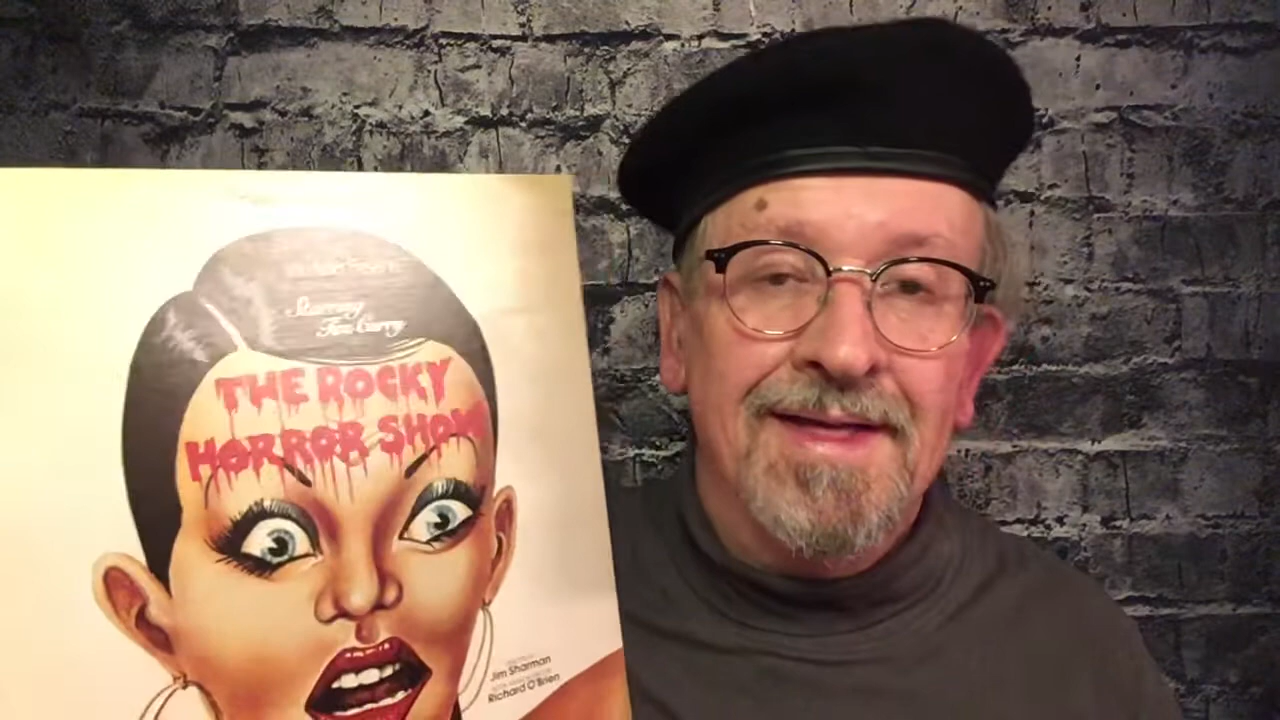 Starring
Tim Curry
THE ROCKY
HORROR SHOW
Jim Sharman
Richard O'Brien